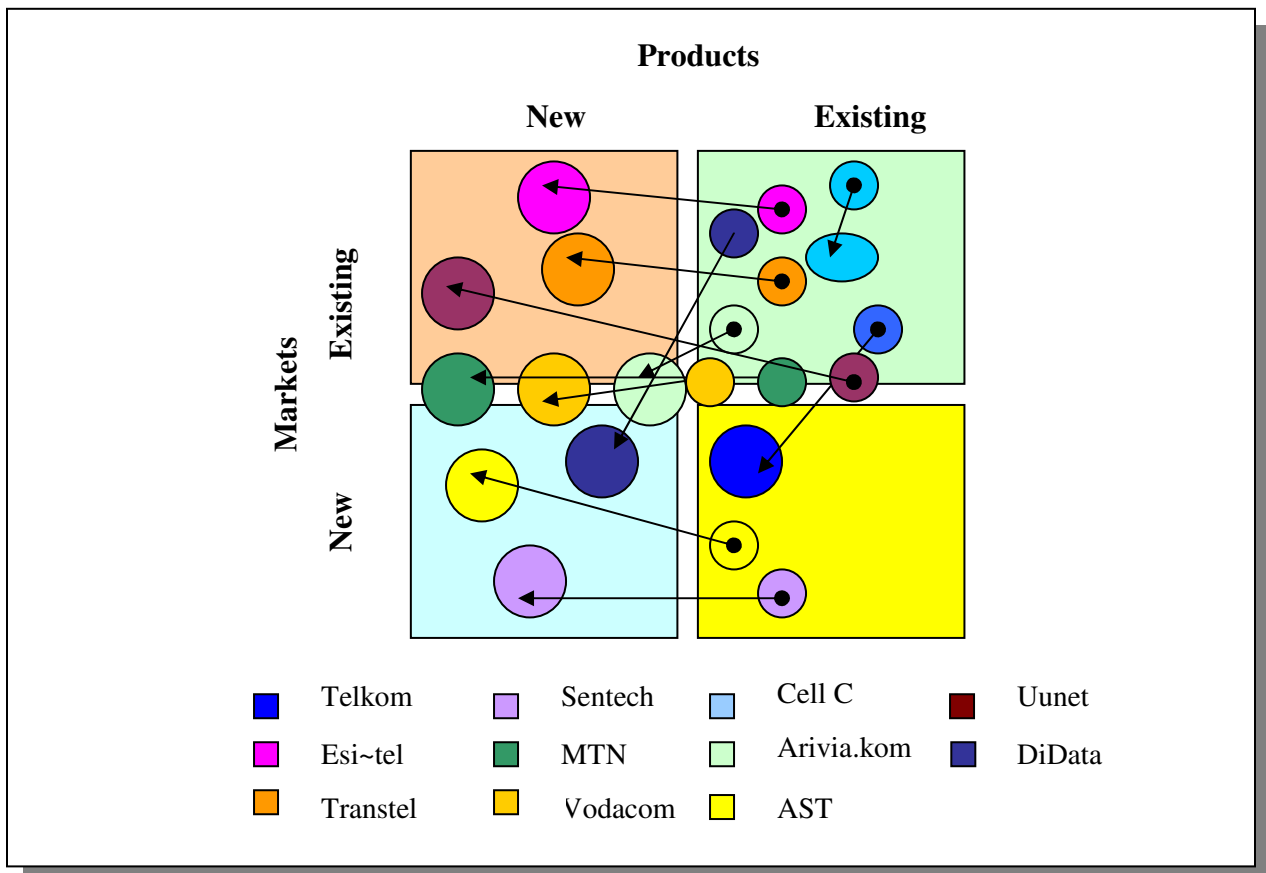 Products
New Existing
Markets
Existing
New
Telkom Sentech Cell C Uunet
Esi~tel MTN Arivia.kom DiData
Transtel Vodacom AST